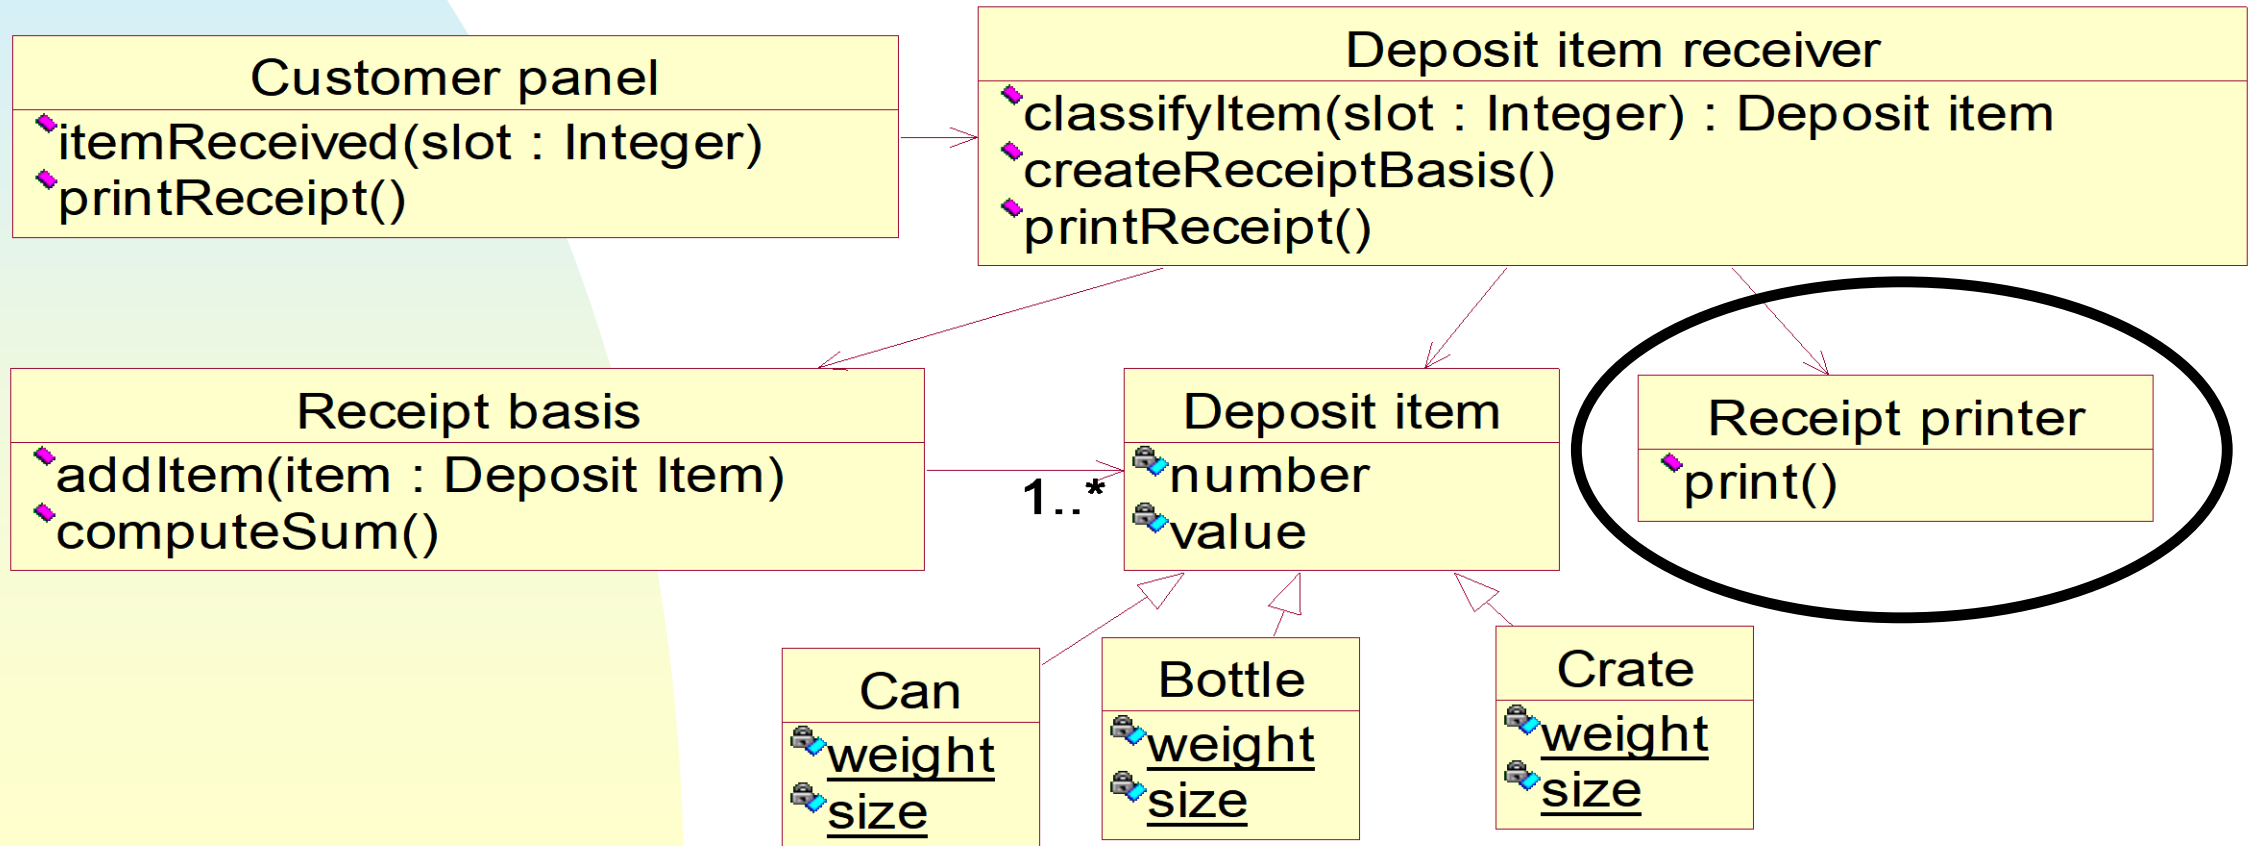 Customer panel
itemReceived(slot : Integer)
printReceipt()
Deposit item receiver
classifyItem(slot : Integer) : Deposit item
createReceiptBasis()
printReceipt()
Receipt basis
addItem(item : Deposit Item)
computeSum()
1..*
Deposit item
number
value
Receipt printer
print()
Can
weight
size
Bottle
weight
size
Crate
weight
size